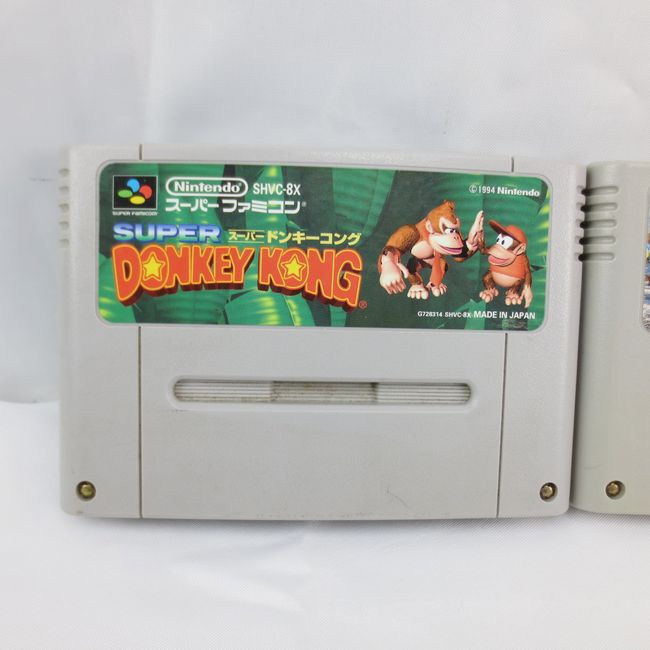 SUPER FAMICOM
Nintendo SHVC-8X
スーパーファミコン
© 1994 Nintendo
SUPER スーパードンキーコング
DONKEY KONG®
G728314 SHVC-8X MADE IN JAPAN